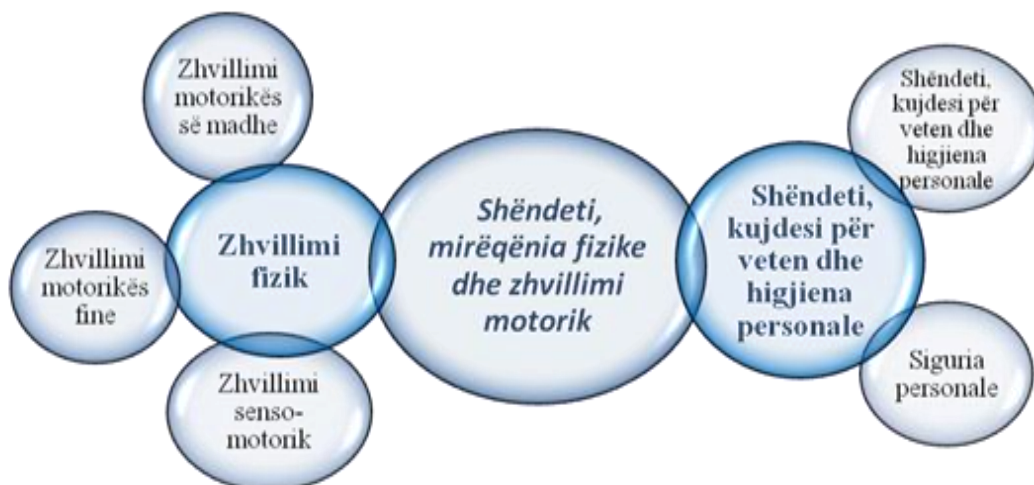 Zhvillimi
motorikës
së madhe
Zhvillimi
motorikës
fine
Zhvillimi
fizik
Zhvillimi
senso-
motorik
Shëndeti,
mirëqënia fizike
dhe zhvillimi
motorik
Shëndeti,
kujdesi për
veten dhe
higjiena
personale
Shëndeti,
kujdesi për
veten dhe
higjiena
personale
Siguria
personale